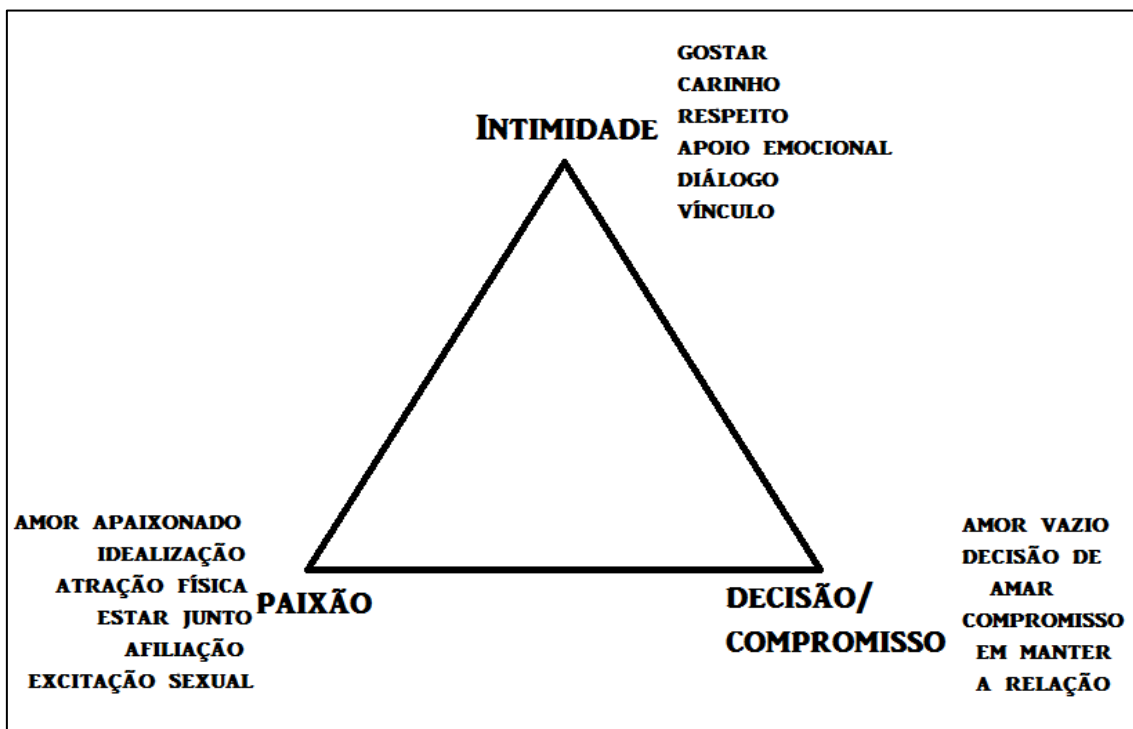 GOSTAR
CARINHO
RESPEITO
APOIO EMOCIONAL
DIÁLOGO
VÍNCULO
INTIMIDADE
AMOR APAIXONADO
IDEALIZAÇÃO
ATRAÇÃO FÍSICA
ESTAR JUNTO
AFILIAÇÃO
EXCITAÇÃO SEXUAL
PAIXÃO
DECISÃO/
COMPROMISSO
AMOR VAZIO
DECISÃO DE
AMAR
COMPROMISSO
EM MANTER
A RELAÇÃO